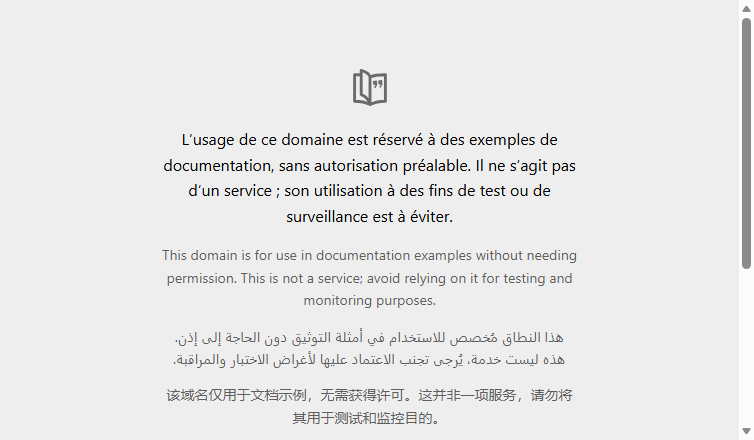 L'usage de ce domaine est réservé à des exemples de
documentation, sans autorisation préalable. Il ne s'agit pas
d'un service ; son utilisation à des fins de test ou de
surveillance est à éviter.
This domain is for use in documentation examples without needing
permission. This is not a service; avoid relying on it for testing and
monitoring purposes.
هذا النطاق مُخصص للاستخدام في أمثلة التوثيق دون الحاجة إلى إذن.
هذه ليست خدمة، يُرجى تجنب الاعتماد عليها لأغراض الاختبار والمراقبة.
该域名仅用于文档示例，无需获得许可。这并非一项服务，请勿将
其用于测试和监控目的。